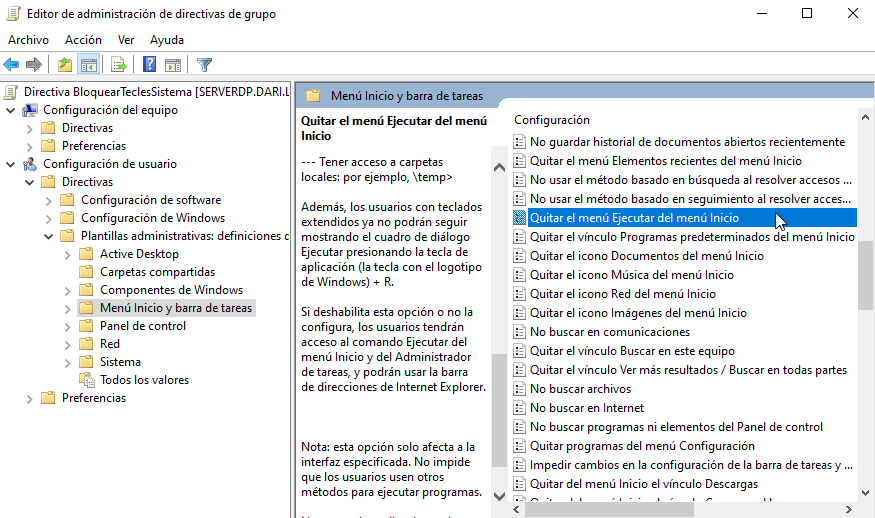 Editor de administración de directivas de grupo
Archivo Acción Ver Ayuda
Directiva BloquearTeclesSistema [SERVERDP.DARI.L
Configuración del equipo
Directivas
Preferencias
Configuración de usuario
Directivas
Configuración de software
Configuración de Windows
Plantillas administrativas: definiciones d
Active Desktop
Carpetas compartidas
Componentes de Windows
Menú Inicio y barra de tareas
Panel de control
Red
Sistema
Todos los valores
Preferencias
Menú Inicio y barra de tareas
Quitar el menú Ejecutar del menú
Inicio
--- Tener acceso a carpetas
locales: por ejemplo, \temp>
Además, los usuarios con teclados
extendidos ya no podrán seguir
mostrando el cuadro de diálogo
Ejecutar presionando la tecla de
aplicación (la tecla con el logotipo
de Windows) + R.
Si deshabilita esta opción o no la
configura, los usuarios tendrán
acceso al comando Ejecutar del
menú Inicio y del Administrador
de tareas, y podrán usar la barra
de direcciones de Internet Explorer.
Nota: esta opción solo afecta a la
interfaz especificada. No impide
que los usuarios usen otros
métodos para ejecutar programas.
Configuración
No guardar historial de documentos abiertos recientemente
Quitar el menú Elementos recientes del menú Inicio
No usar el método basado en búsqueda al resolver accesos ...
No usar el método basado en seguimiento al resolver acces...
Quitar el menú Ejecutar del menú Inicio
Quitar el vínculo Programas predeterminados del menú Inicio
Quitar el icono Documentos del menú Inicio
Quitar el icono Música del menú Inicio
Quitar el icono Red del menú Inicio
Quitar el icono Imágenes del menú Inicio
No buscar en comunicaciones
Quitar el vínculo Buscar en este equipo
Quitar el vínculo Ver más resultados / Buscar en todas partes
No buscar archivos
No buscar en Internet
No buscar programas ni elementos del Panel de control
Quitar programas del menú Configuración
Impedir cambios en la configuración de la barra de tareas y ...
Quitar del menú Inicio el vínculo Descargas